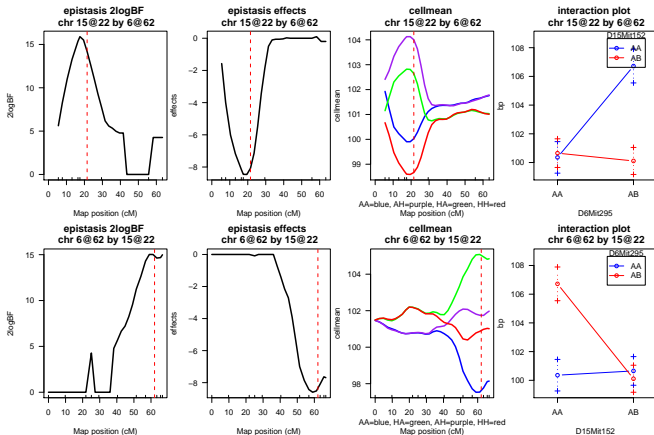 epistasis 2logBF
chr 15@22 by 6@62
epistasis effects
chr 15@22 by 6@62
cellmean
chr 15@22 by 6@62
interaction plot
chr 15@22 by 6@62
2logBF
15
10
5
0
0 10 20 30 40 50 60
Map position (cM)
effects
0
−2
−4
−6
−8
0 10 20 30 40 50 60
Map position (cM)
cellmean
104
103
102
101
100
99
98
0 10 20 30 40 50 60
Map position (cM)
AA=blue, AH=purple, HA=green, HH=red
bp
108
106
104
102
100
D15Mit152
AA
AB
AA AB
D6Mit295
epistasis 2logBF
chr 6@62 by 15@22
epistasis effects
chr 6@62 by 15@22
cellmean
chr 6@62 by 15@22
interaction plot
chr 6@62 by 15@22
2logBF
15
10
5
0
0 10 20 30 40 50 60
Map position (cM)
effects
0
−2
−4
−6
−8
0 10 20 30 40 50 60
Map position (cM)
cellmean
104
102
100
98
0 10 20 30 40 50 60
Map position (cM)
AA=blue, HA=green, AH=purple, HH=red
bp
108
106
104
102
100
D6Mit295
AA
AB
AA AB
D15Mit152